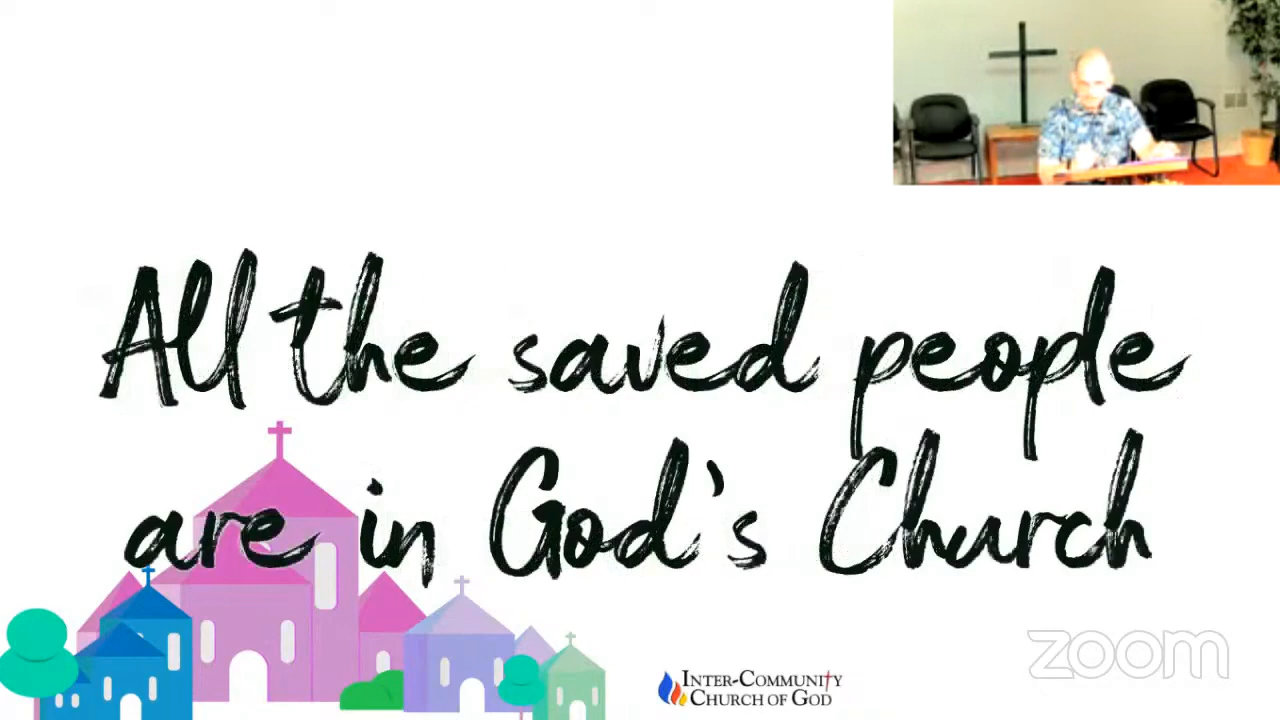 All the saved people
are in God's Church
INTER-COMMUNITY
CHURCH OF GOD
zoom